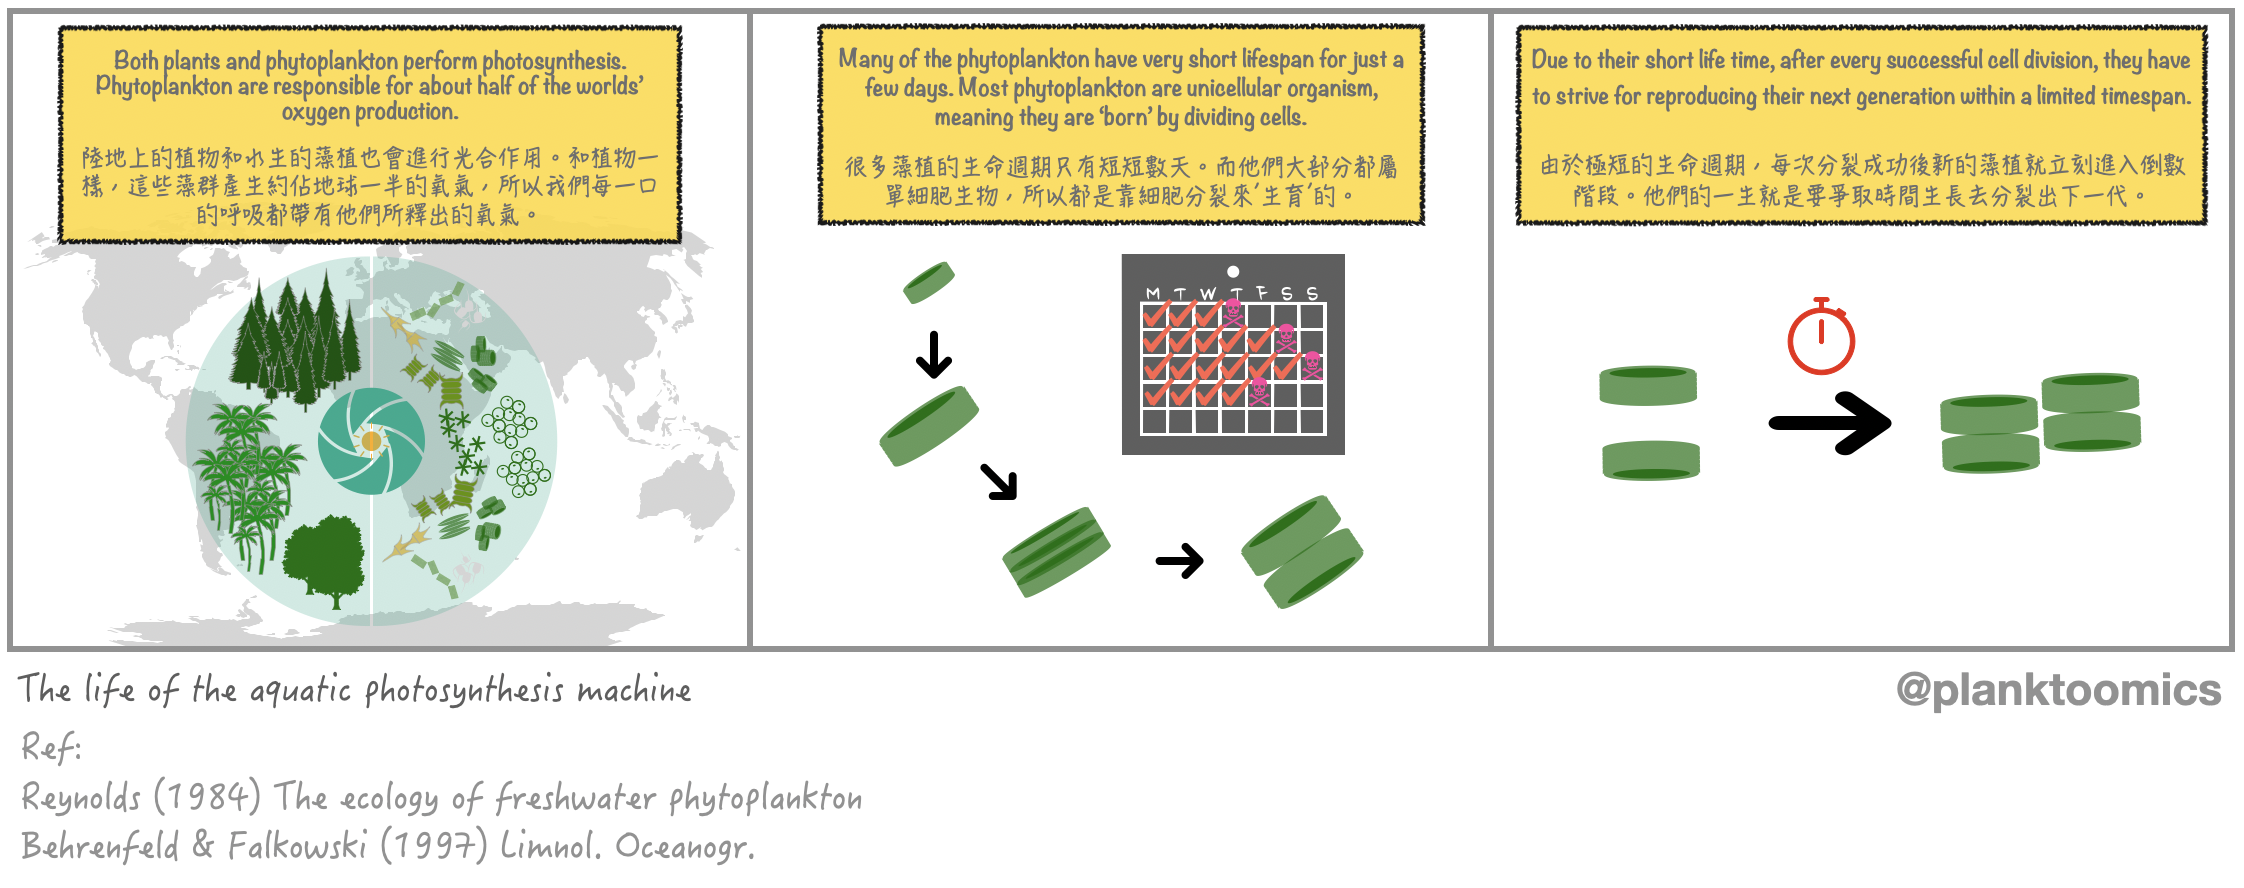 Both plants and phytoplankton perform photosynthesis.
Phytoplankton are responsible for about half of the worlds'
oxygen production.
陸地上的植物和水生的藻植也會進行光合作用。和植物一
樣，這些藻群產生約佔地球一半的氧氣，所以我們每一口
的呼吸都帶有他們所釋出的氧氣。
Many of the phytoplankton have very short lifespan for just a
few days. Most phytoplankton are unicellular organism,
meaning they are ‘born’ by dividing cells.
很多藻植的生命週期只有短短數天。而他們大部分都屬
單細胞生物，所以都是靠細胞分裂來‘生育’的。
M T W T F S S
Due to their short life time, after every successful cell division, they have
to strive for reproducing their next generation within a limited timespan.
由於極短的生命週期，每次分裂成功後新的藻植就立刻進入倒數
階段。他們的一生就是要爭取時間生長去分裂出下一代。
The life of the aquatic photosynthesis machine
@planktoomics
Ref:
Reynolds (1984) The ecology of freshwater phytoplankton
Behrenfeld & Falkowski (1997) Limnol. Oceanogr.